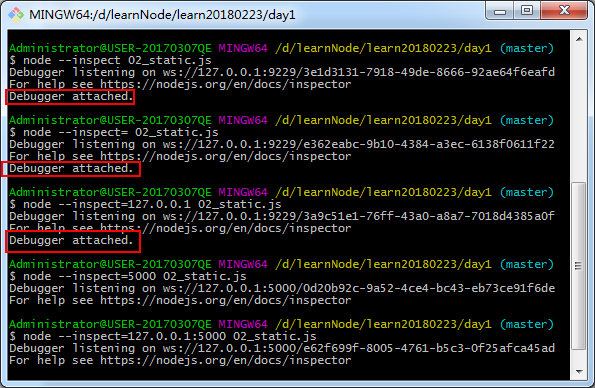 MINGW64:/d/learnNode/learn20180223/day1
Administrator@USER-20170307QE MINGW64 /d/learnNode/learn20180223/day1 (master)
$ node --inspect 02_static.js
Debugger listening on ws://127.0.0.1:9229/3e1d3131-7918-49de-8666-92ae64f6eafd
For help see https://nodejs.org/en/docs/inspector
Debugger attached.
Administrator@USER-20170307QE MINGW64 /d/learnNode/learn20180223/day1 (master)
$ node --inspect= 02_static.js
Debugger listening on ws://127.0.0.1:9229/e362eabc-9b10-4384-a3ec-6138f0611f22
For help see https://nodejs.org/en/docs/inspector
Debugger attached.
Administrator@USER-20170307QE MINGW64 /d/learnNode/learn20180223/day1 (master)
$ node --inspect=127.0.0.1 02_static.js
Debugger listening on ws://127.0.0.1:9229/3a9c51e1-76ff-43a0-a8a7-7018d4385a0f
For help see https://nodejs.org/en/docs/inspector
Debugger attached.
Administrator@USER-20170307QE MINGW64 /d/learnNode/learn20180223/day1 (master)
$ node --inspect=5000 02_static.js
Debugger listening on ws://127.0.0.1:5000/0d20b92c-9a52-4ce4-bc43-eb73ce91f6de
For help see https://nodejs.org/en/docs/inspector
Administrator@USER-20170307QE MINGW64 /d/learnNode/learn20180223/day1 (master)
$ node --inspect=127.0.0.1:5000 02_static.js
Debugger listening on ws://127.0.0.1:5000/e62f699f-8005-4761-b5c3-0f25afca45ad
For help see https://nodejs.org/en/docs/inspector